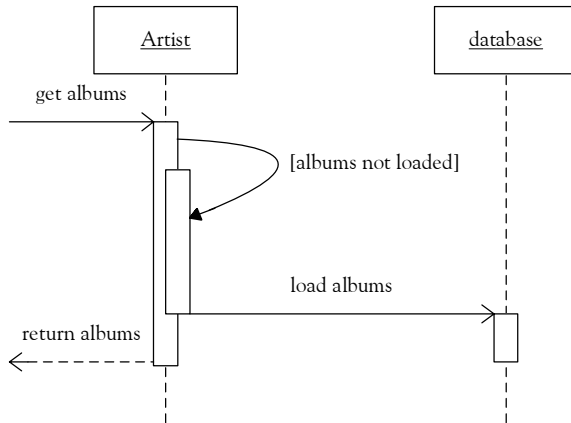 Artist
database
get albums
[albums not loaded]
load albums
return albums